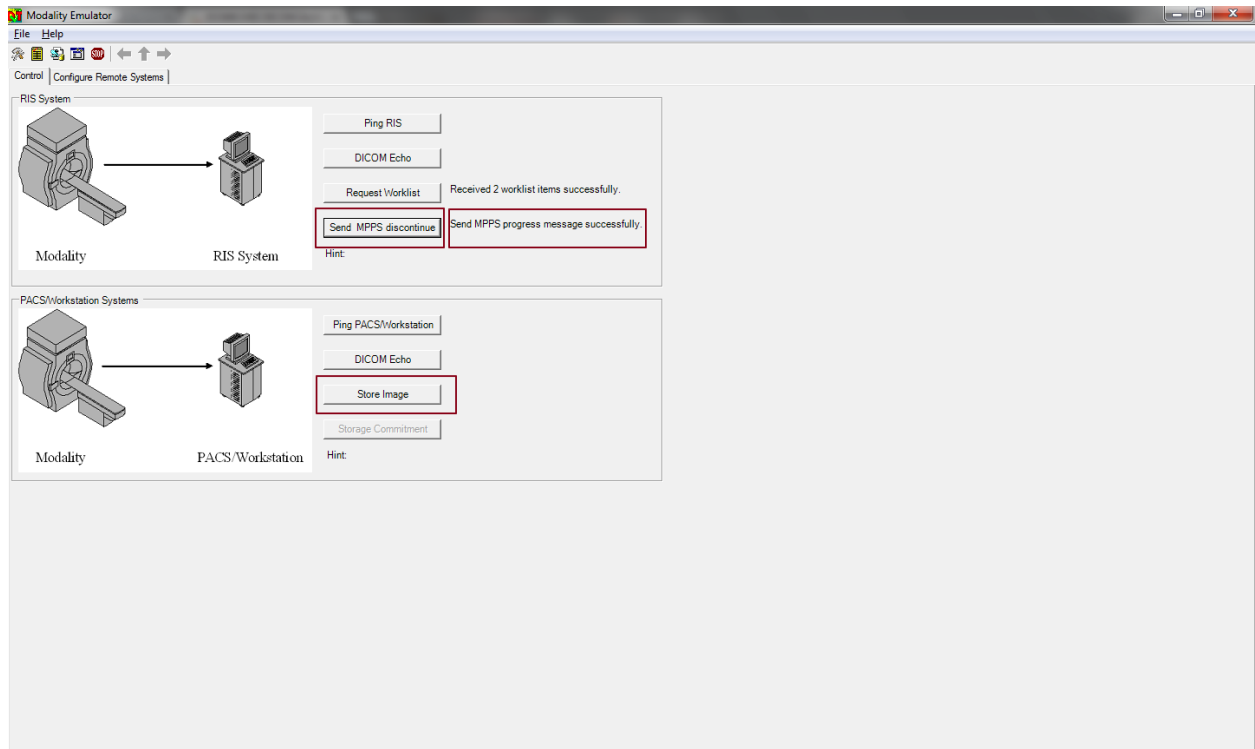 Modality Emulator
File Help
STOP
Control Configure Remote Systems
RIS System
Ping RIS
DICOM Echo
Request Worklist Received 2 worklist items successfully.
Send MPPS discontinue Send MPPS progress message successfully.
Modality RIS System Hint:
PACS/Workstation Systems
Ping PACS/Workstation
DICOM Echo
Store Image
Storage Commitment
Modality PACS/Workstation Hint: